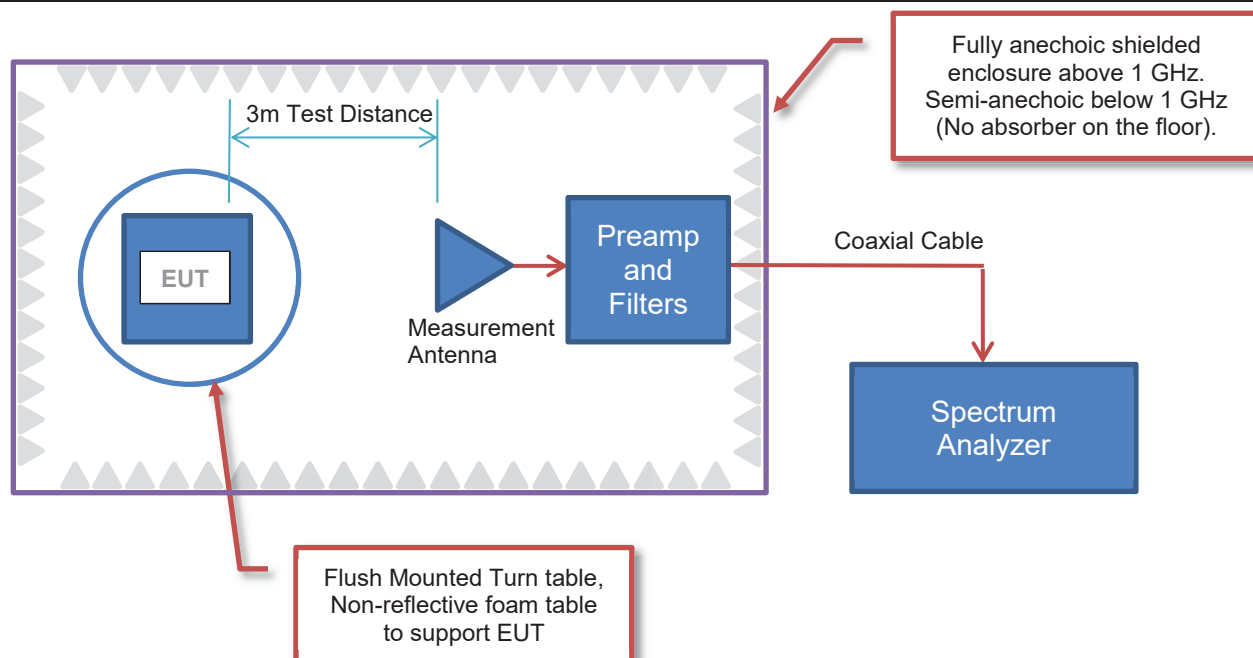 Fully anechoic shielded
enclosure above 1 GHz.
Semi-anechoic below 1 GHz
(No absorber on the floor).
3m Test Distance
EUT
Measurement
Antenna
Preamp
and
Filters
Coaxial Cable
Spectrum
Analyzer
Flush Mounted Turn table,
Non-reflective foam table
to support EUT